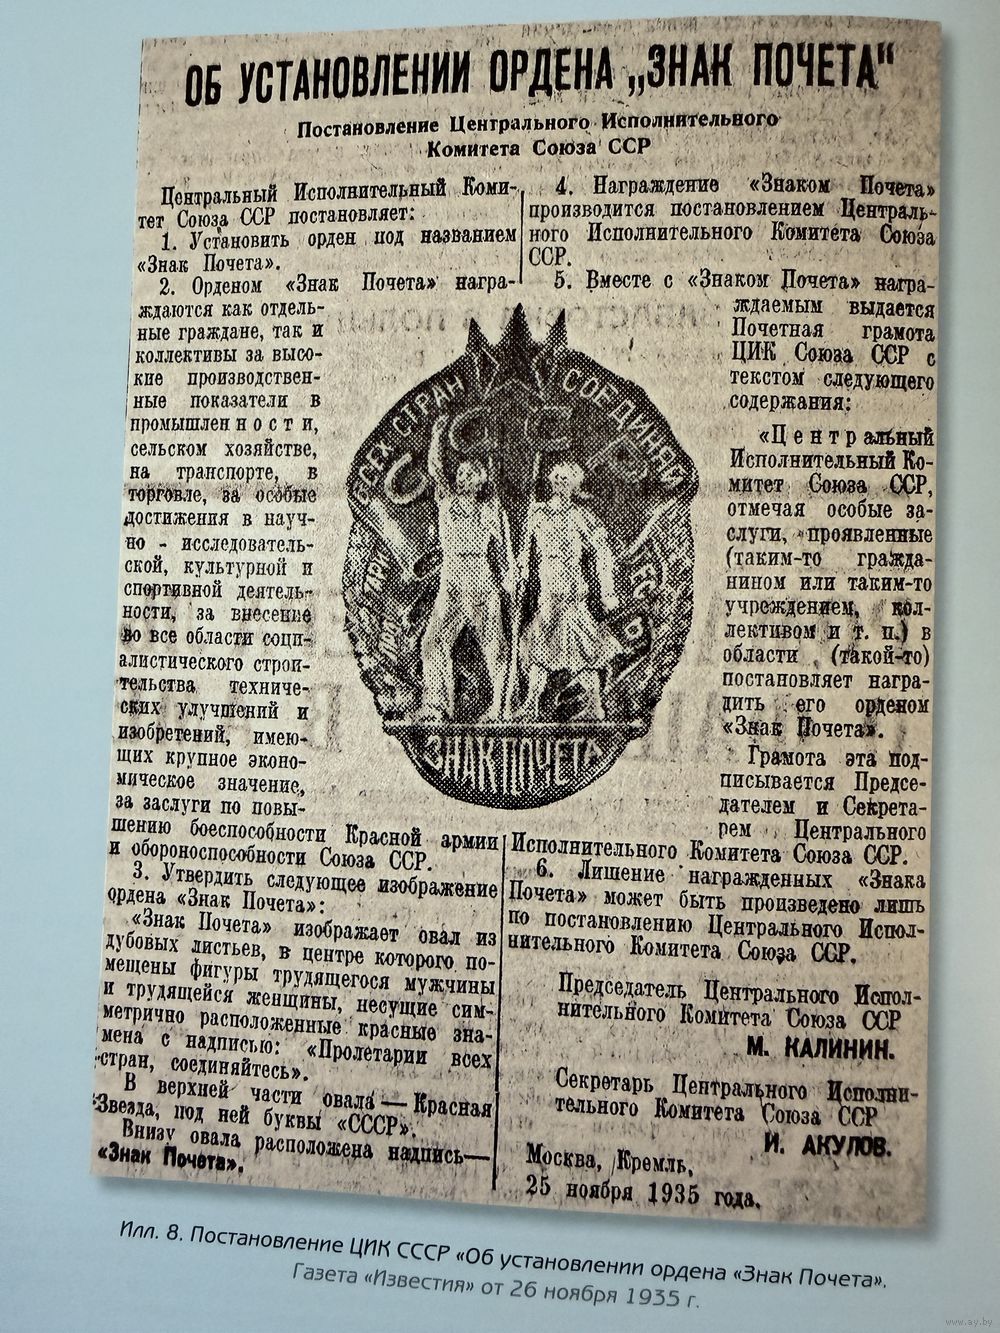 ОБ УСТАНОВЛЕНИИ ОРДЕНА „ЗНАК ПОЧЕТА“
Постановление Центрального Исполнительного
Комитета Союза ССР
Центральный Исполнительный Коми-
тет Союза ССР постановляет:
1. Установить орден под названием
«Знак Почета».
2. Орденом «Знак Почета» награ-
ждаются как отдель-
ные граждане, так и
коллективы за высо-
кие производствен-
ные показатели в
промышленности,
сельском хозяйстве,
на транспорте, в
торговле, за особые
достижения в науч-
но - исследователь-
ской, культурной и
спортивной деятель-
ности, за внесение
во все области соци-
алистического строи-
тельства техниче-
ских улучшений и
изобретений, имею-
щих крупное эконо-
мическое значение,
за заслуги по повы-
шению боеспособности Красной армии
и обороноспособности Союза ССР.
3. Утвердить следующее изображение
ордена «Знак Почета»:
«Знак Почета» изображает овал из
дубовых листьев, в центре которого по-
мещены фигуры трудящегося мужчины
и трудящейся женщины, несущие сим-
метрично расположенные красные зна-
мена с надписью: «Пролетарии всех
стран, соединяйтесь».
В верхней части овала — Красная
Звезда, под ней буквы «СССР».
Внизу овала расположена надпись—
«Знак Почета».
ВСЕХ СТРАН СОЕДИНЯЙ
СССР
ЗНАК ПОЧЕТА
4. Награждение «Знаком Почета»
производится постановлением Централь-
ного Исполнительного Комитета Союза
ССР.
5. Вместе с «Знаком Почета» награ-
ждаемым выдается
Почетная грамота
ЦИК Союза ССР с
текстом следующего
содержания:
«Центральный
Исполнительный Ко-
митет Союза ССР,
отмечая особые за-
слуги, проявленные
(таким-то гражда-
нином или таким-то
учреждением, кол-
лективом и т. п.) в
области (такой-то)
постановляет награ-
дить его орденом
«Знак Почета».
Грамота эта под-
писывается Предсе-
дателем и Секрета-
рем Центрального
Исполнительного Комитета Союза ССР.
6. Лишение награжденных «Знака
Почета» может быть произведено лишь
по постановлению Центрального Испол-
нительного Комитета Союза ССР.
Председатель Центрального Испол-
нительного Комитета Союза ССР
М. КАЛИНИН.
Секретарь Центрального Исполни-
тельного Комитета Союза ССР
И. АКУЛОВ.
Москва, Кремль,
25 ноября 1935 года.
Илл. 8. Постановление ЦИК СССР «Об установлении ордена «Знак Почета».
Газета «Известия» от 26 ноября 1935 г.
www.ay.by